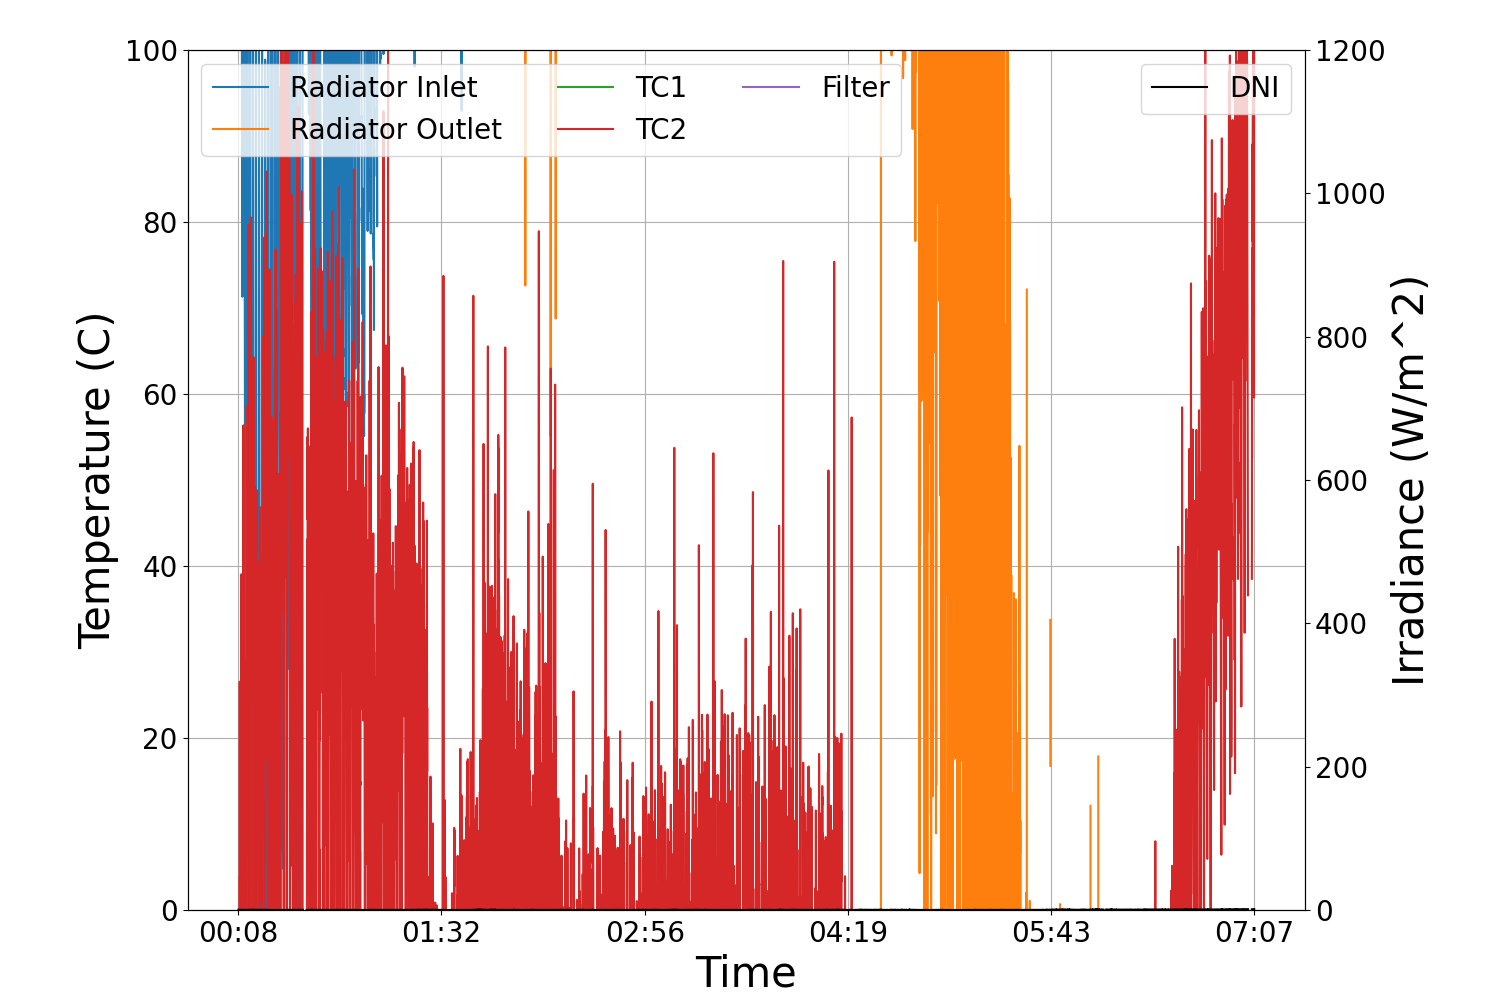 100
80
60
40
20
0
Temperature (C)
Radiator Inlet
Radiator Outlet
TC1
TC2
Filter
DNI
1200
1000
800
600
400
200
0
Irradiance (W/m^2)
00:08
01:32
02:56
04:19
05:43
07:07
Time